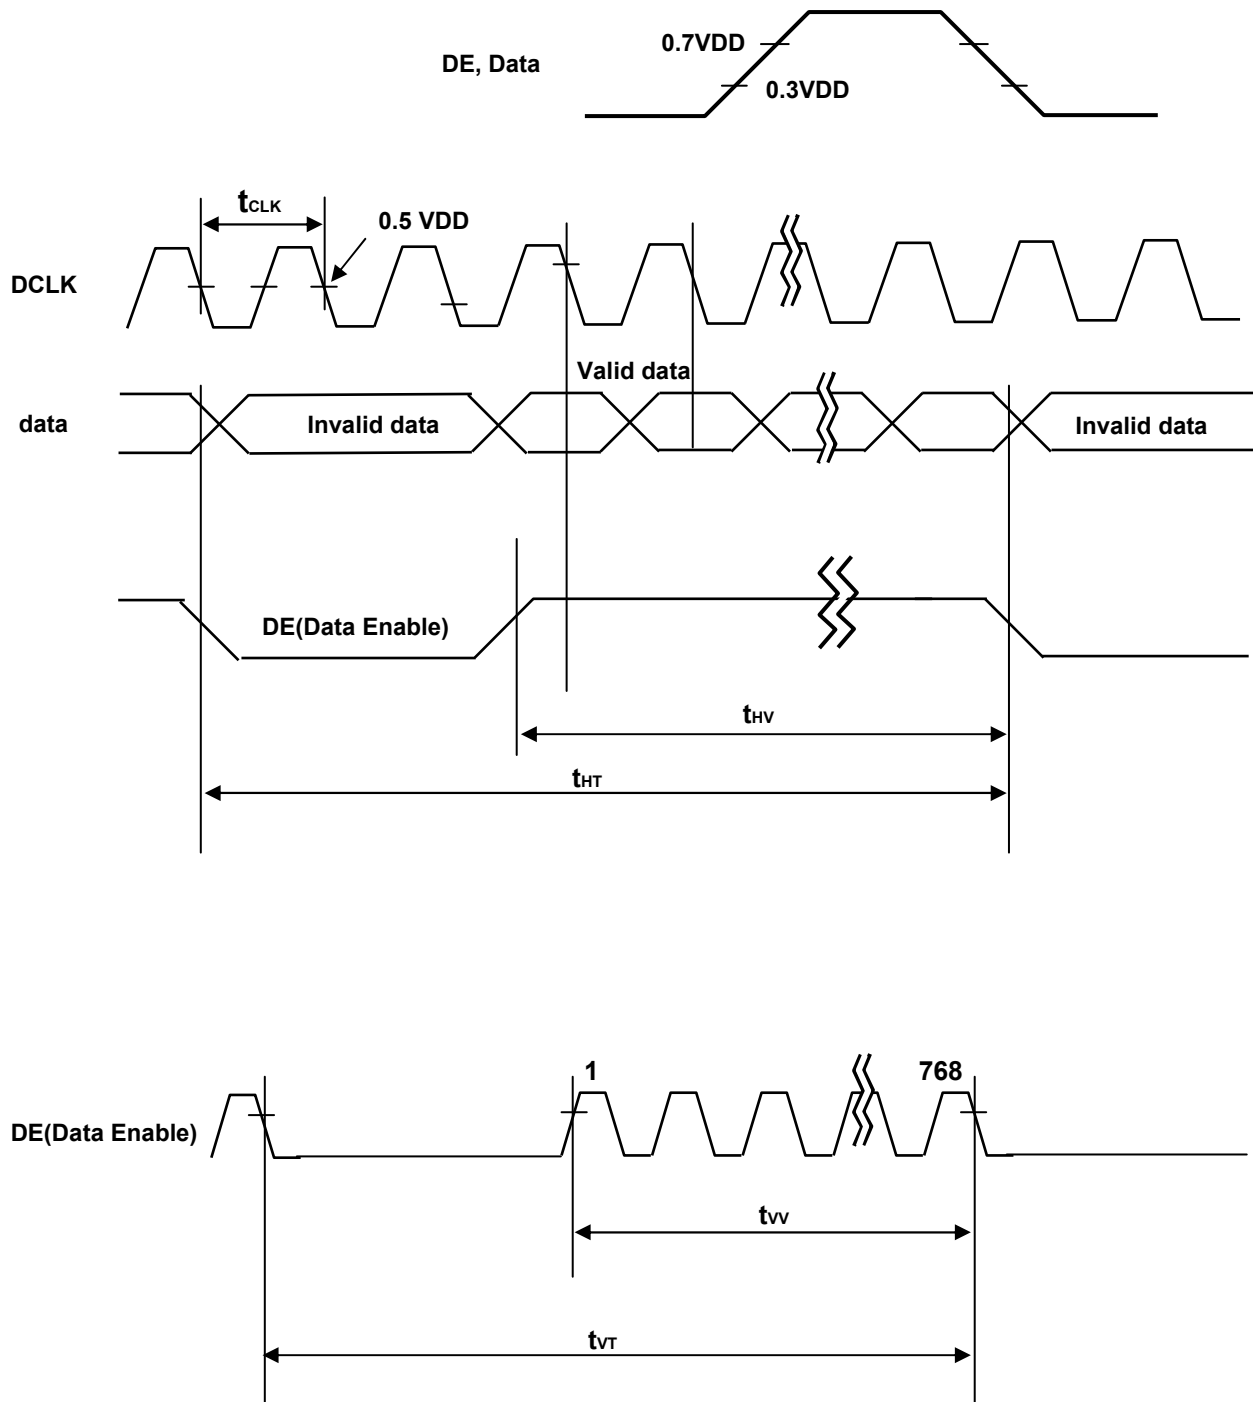 0.7VDD
DE, Data
0.3VDD
tCLK
0.5 VDD
DCLK
Valid data
data
Invalid data
Invalid data
DE(Data Enable)
tHV
tHT
1
768
DE(Data Enable)
tVV
tVT